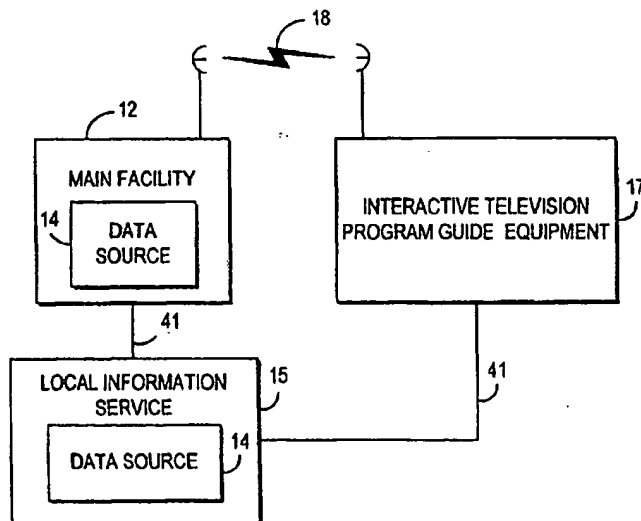 18
12
MAIN FACILITY
14
DATA
SOURCE
INTERACTIVE TELEVISION
PROGRAM GUIDE EQUIPMENT
17
41
LOCAL INFORMATION
SERVICE
15
41
DATA SOURCE
14